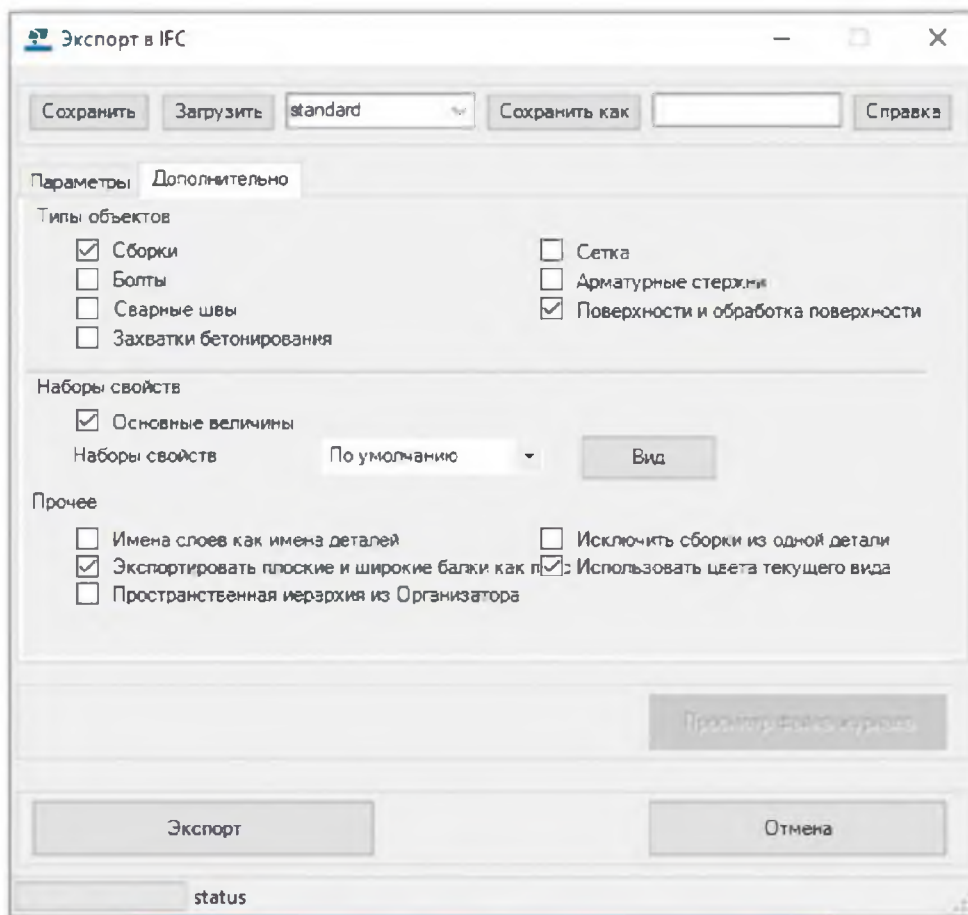 Экспорт в IFC
Сохранить Загрузить standard Сохранить как Справка
Параметры Дополнительно
Типы объектов
Сборки Сетка
Болты Арматурные стержни
Сварные швы Поверхности и обработка поверхности
Захватки бетонирования
Наборы свойств
Основные величины
Наборы свойств По умолчанию Вид
Прочее
Имена слоев как имена деталей Исключить сборки из одной детали
Экспортировать плоские и широкие балки как Использовать цвета текущего вида
Пространственная иерархия из Организатора
Просмотр файла журнала
Экспорт Отмена
status